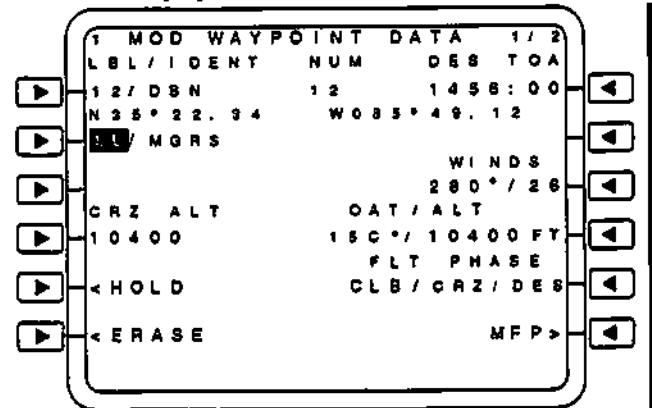 1 MOD WAYPOINT DATA 1/2
LBL/IDENT NUM DES TOA
12/DSN 12 1456:00
N35°22.34 W085°49.12
LL/MGRS
WINDS
280°/26
CRZ ALT OAT/ALT
10400 15C°/10400FT
FLT PHASE
<HOLD CLB/CRZ/DES
<ERASE MFP>